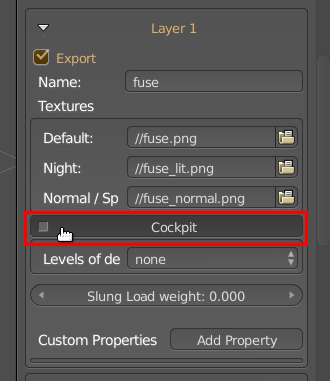 Layer 1
Export
Name: fuse
Textures
Default: //fuse.png
Night: //fuse_lit.png
Normal / Sp //fuse_normal.png
Cockpit
Levels of de none
Slung Load weight: 0.000
Custom Properties Add Property